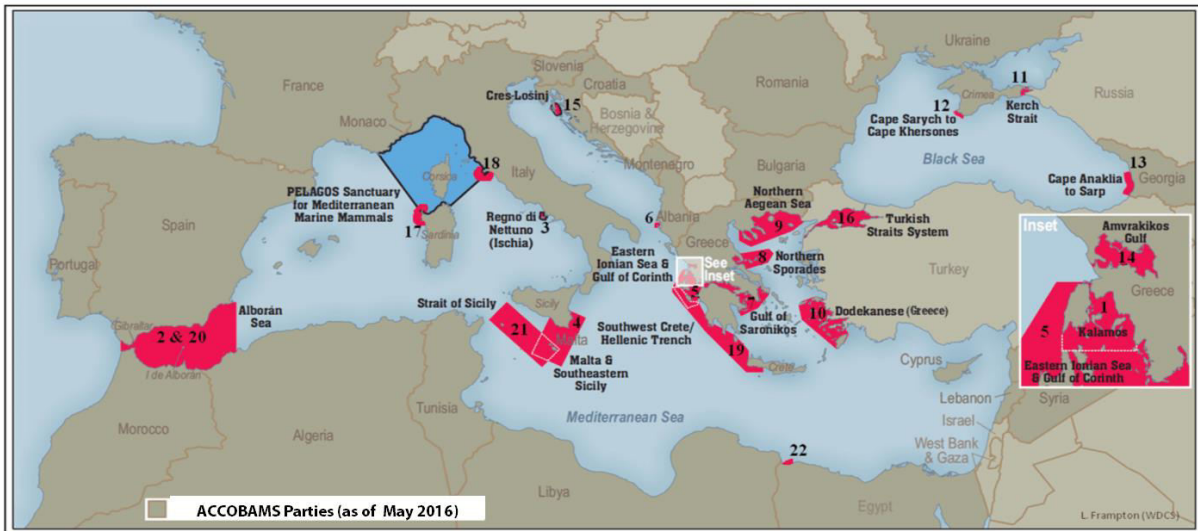 Ukraine
France
Slovenia
Croatia
Romania
11
Russia
Cres-Lošinj
15
Crimea
12
Kerch
Strait
Monaco
Bosnia &
Herzegovina
Cape Sarych to
Cape Khersones
18
Italy
Montenegro
Bulgaria
Black Sea
13
Georgia
Cape Anaklia
to Sarp
Corsica
PELAGOS Sanctuary
for Mediterranean
Marine Mammals
17
Sardinia
Regno di
Nettuno
(Ischia)
3
6
Albania
Northern
Aegean Sea
9
16
Turkish
Straits System
Spain
Portugal
Greece
Eastern
Ionian Sea &
Gulf of Corinth
See
Inset
8
Northern
Sporades
Turkey
Inset
Amvrakikos
Gulf
14
Greece
1
Kalamos
5
Eastern Ionian Sea
& Gulf of Corinth
Strait of Sicily
Sicily
21
4
Malta
Malta &
Southeastern
Sicily
5
7
Gulf of
Saronikos
10
Dodekanese (Greece)
Southwest Crete/
Hellenic Trench
19
Crete
Alborán
Sea
Gibraltar
2 & 20
I de Alborán
Cyprus
Lebanon
Syria
Israel
West Bank
& Gaza
Mediterranean Sea
Morocco
Algeria
Tunisia
Libya
22
Egypt
ACCOBAMS Parties (as of May 2016)
L. Frampton (WDCS)